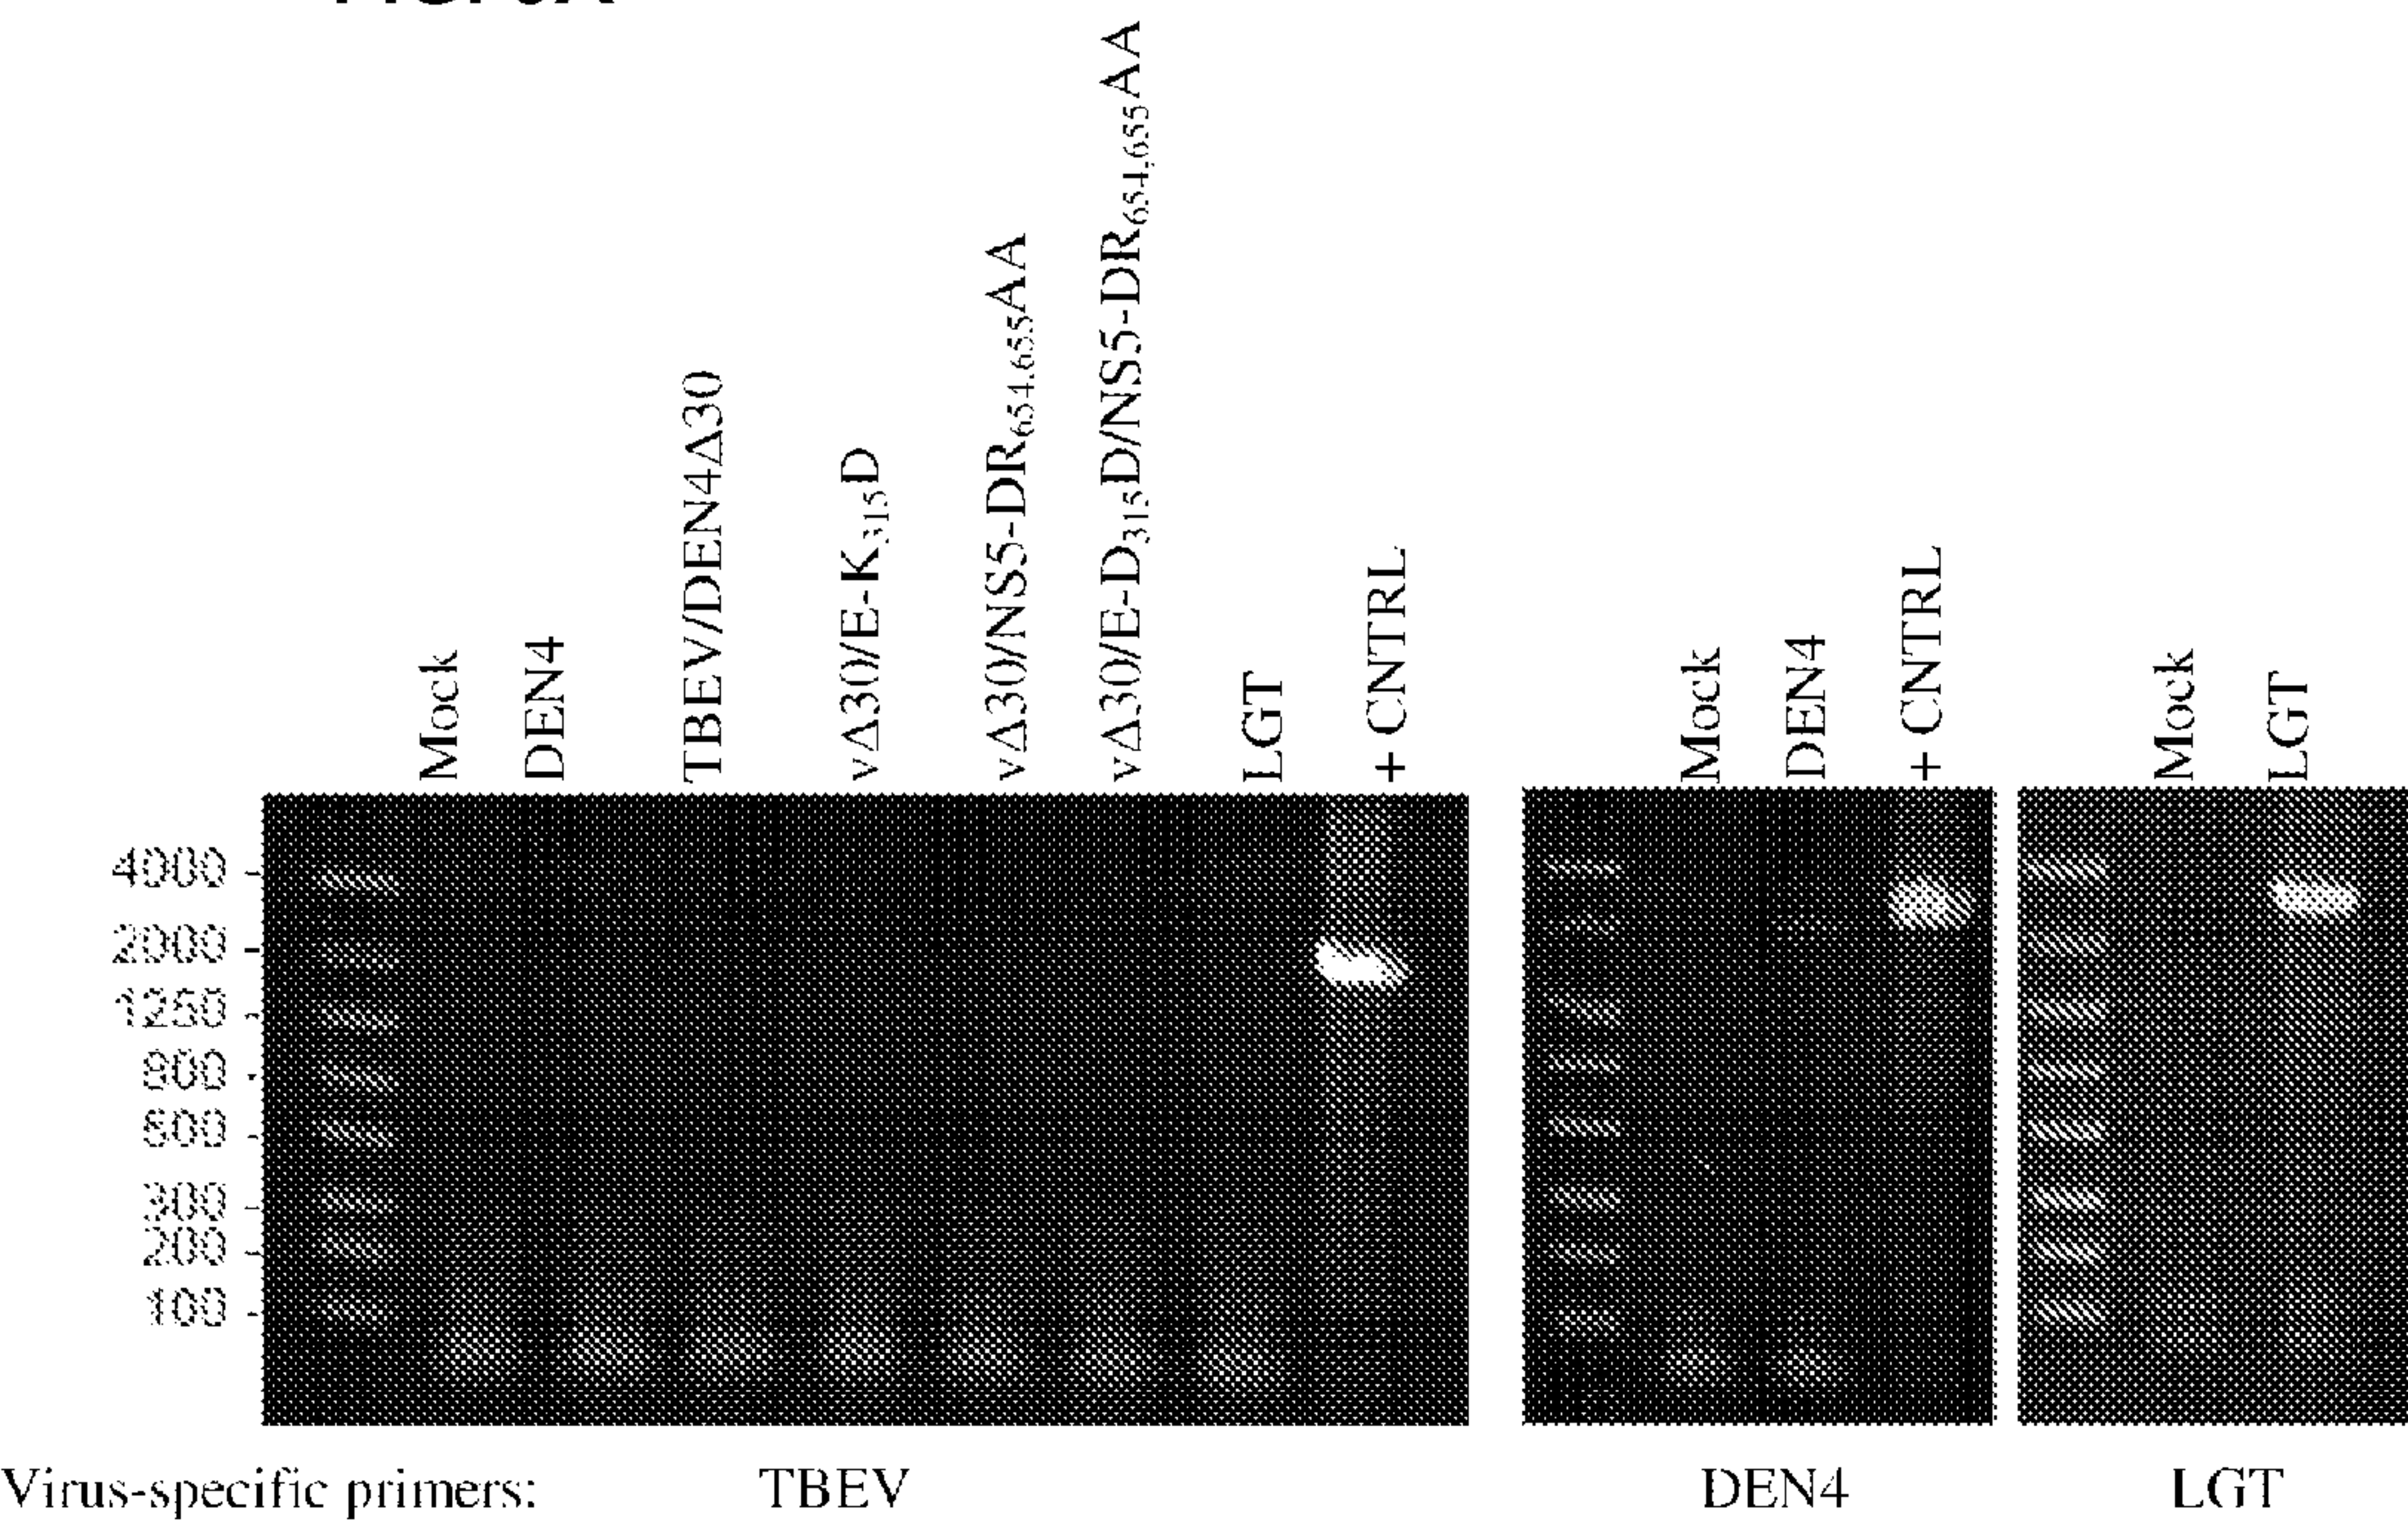 Mock
DEN4
TBEV/DEN4Δ30
vΔ30/E-K315D
vΔ30/NS5-DR654.655AA
vΔ30/E-D315D/NS5-DR654,655AA
LGT
+ CNTRL
Mock
DEN4
+ CNTRL
Mock
LGT
4000
2000
1250
800
500
300
200
100
Virus-specific primers: TBEV DEN4 LGT